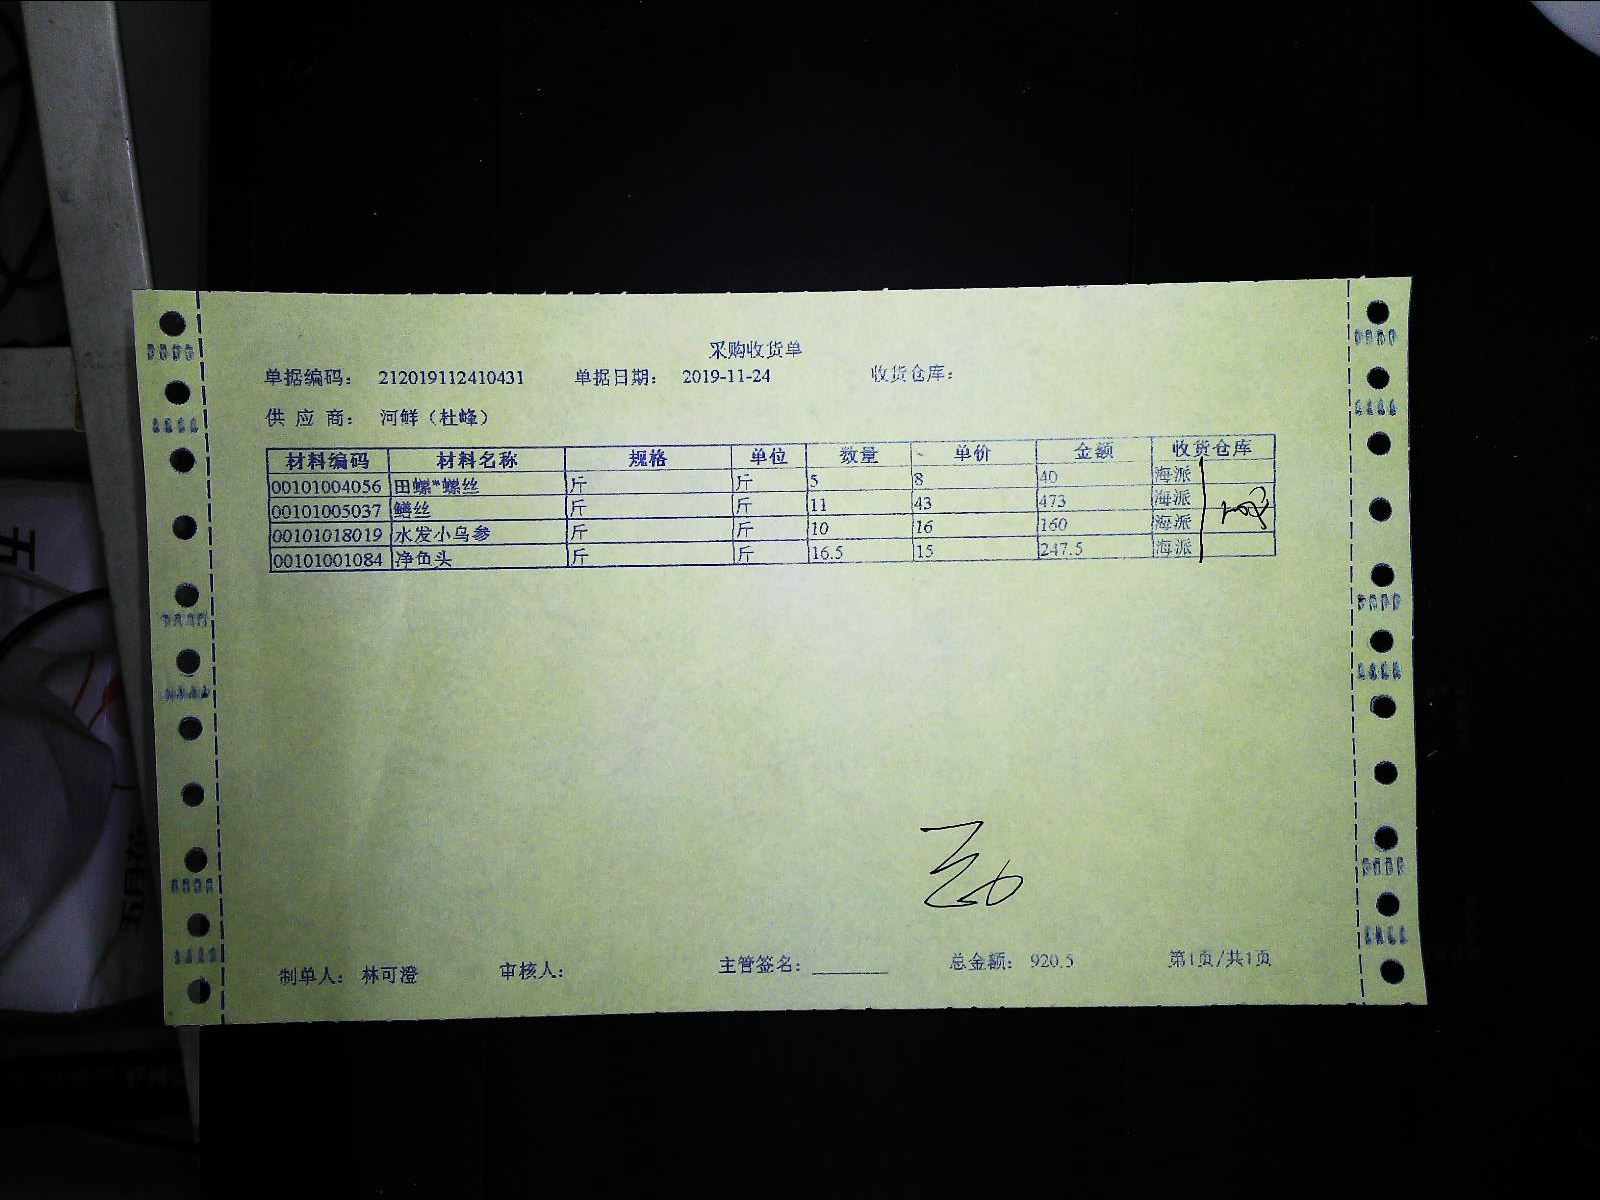 采购收货单
单据编码： 212019112410431 单据日期： 2019-11-24 收货仓库：
供 应 商： 河鲜（杜峰）
材料编码 材料名称 规格 单位 数量 单价 金额 收货仓库
00101004056 田螺*螺丝 斤 斤 5 8 40 海派
00101005037 鳝丝 斤 斤 11 43 473 海派
00101018019 水发小乌参 斤 斤 10 16 160 海派
00101001084 净鱼头 斤 斤 16.5 15 247.5 海派
制单人： 林可澄 审核人： 主管签名： 总金额： 920.5 第1页/共1页